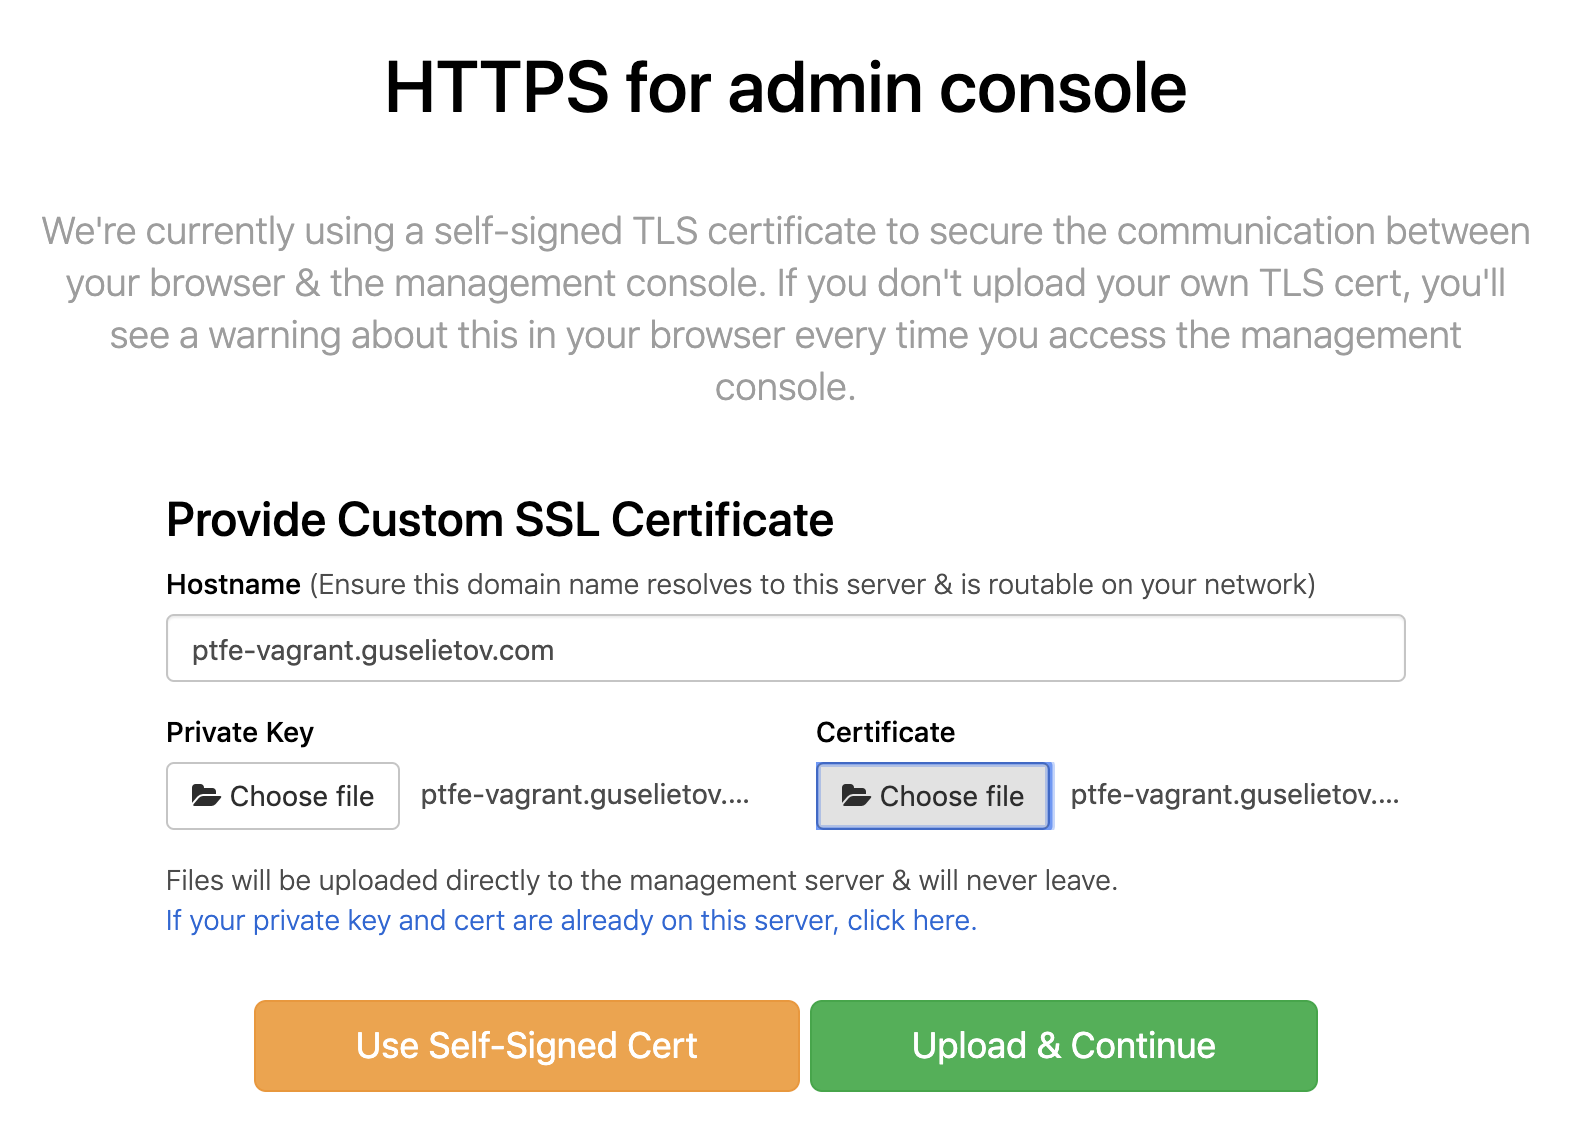 HTTPS for admin console
We're currently using a self-signed TLS certificate to secure the communication between
your browser & the management console. If you don't upload your own TLS cert, you'll
see a warning about this in your browser every time you access the management
console.
Provide Custom SSL Certificate
Hostname (Ensure this domain name resolves to this server & is routable on your network)
ptfe-vagrant.guselietov.com
Private Key
Certificate
Choose file ptfe-vagrant.guselietov....
Choose file ptfe-vagrant.guselietov....
Files will be uploaded directly to the management server & will never leave.
If your private key and cert are already on this server, click here.
Use Self-Signed Cert
Upload & Continue